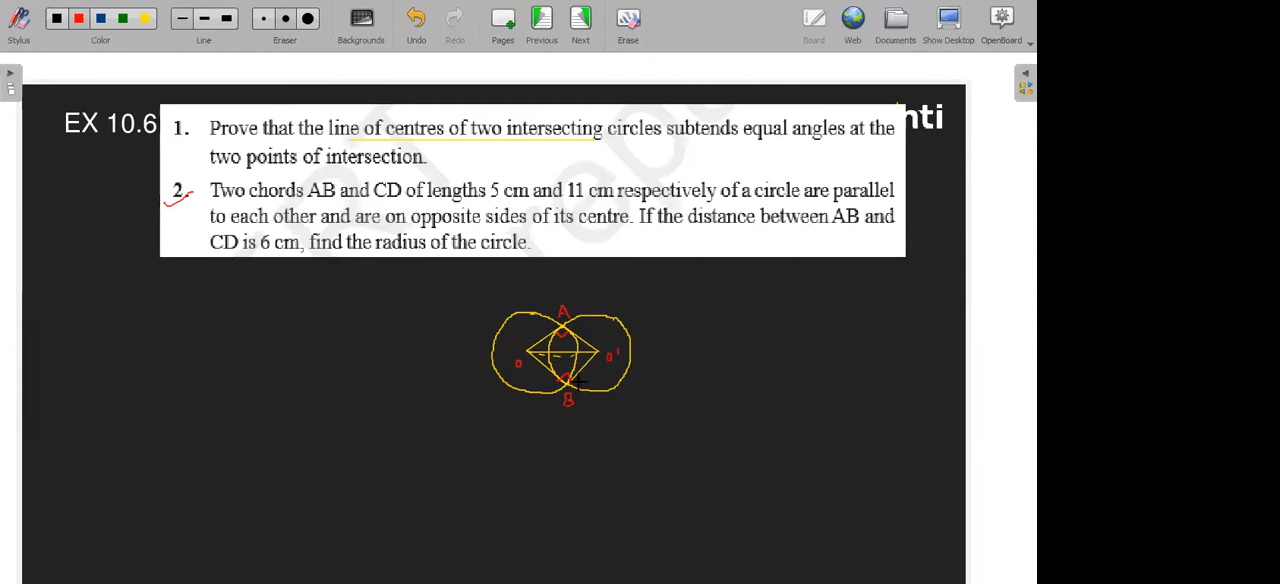 Stylus Color Line Eraser Backgrounds Undo Redo Pages Previous Next Erase Board Web Documents Show Desktop OpenBoard
EX 10.6
1. Prove that the line of centres of two intersecting circles subtends equal angles at the
two points of intersection.
2. Two chords AB and CD of lengths 5 cm and 11 cm respectively of a circle are parallel
to each other and are on opposite sides of its centre. If the distance between AB and
CD is 6 cm, find the radius of the circle.
nti
A
O O'
B